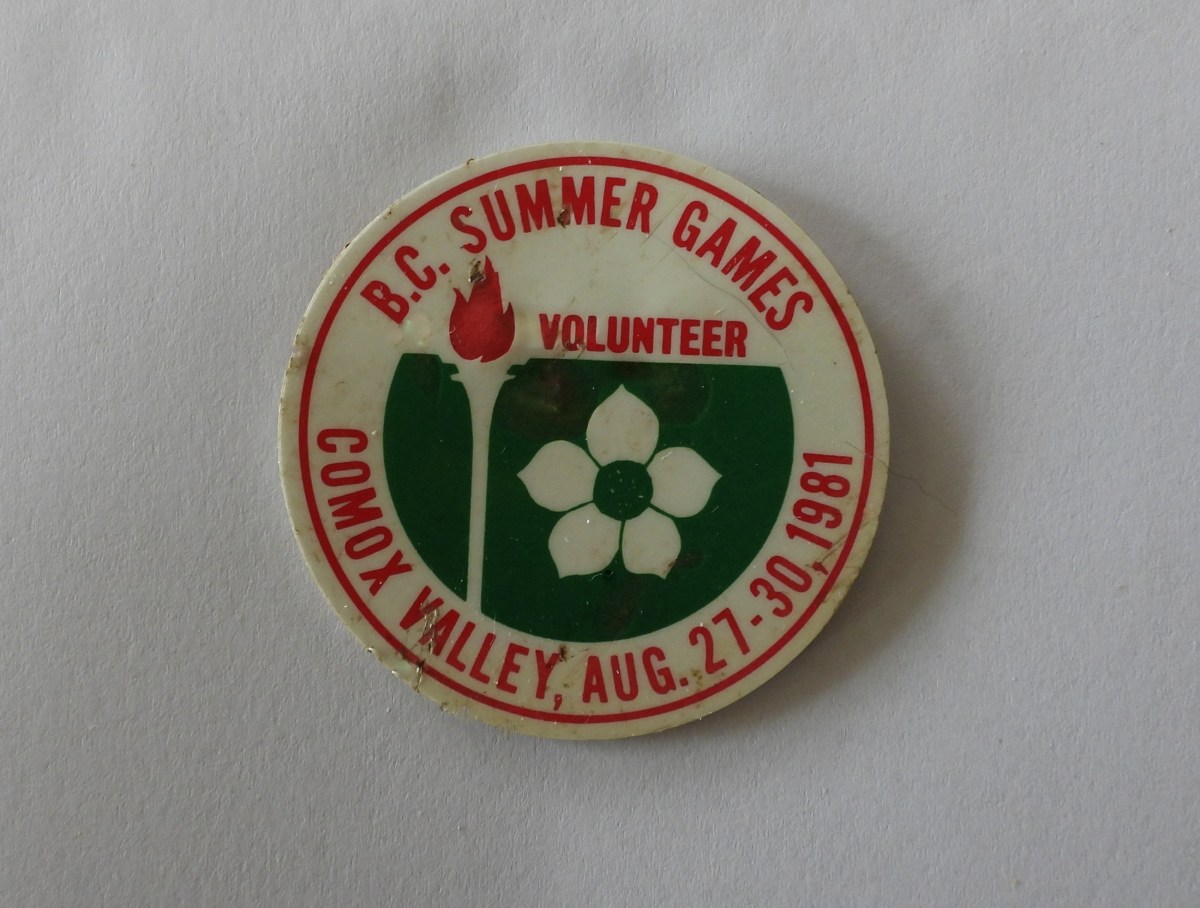 B.C. SUMMER GAMES
VOLUNTEER
COMOX VALLEY, AUG. 27-30, 1981